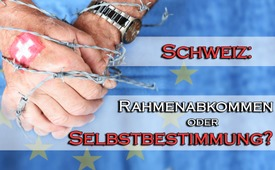 Schweiz:
Rahmenabkommen
oder
Selbstbestimmung?